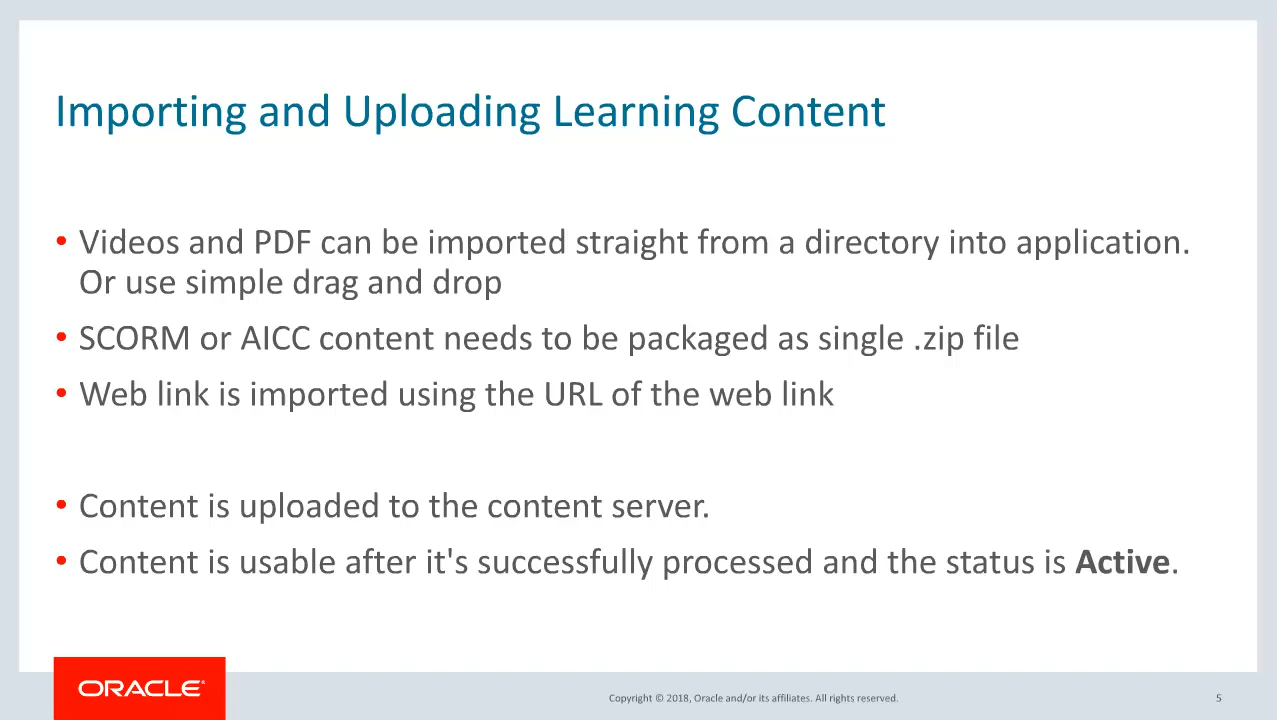 Importing and Uploading Learning Content
• Videos and PDF can be imported straight from a directory into application.
Or use simple drag and drop
• SCORM or AICC content needs to be packaged as single .zip file
• Web link is imported using the URL of the web link
• Content is uploaded to the content server.
• Content is usable after it's successfully processed and the status is Active.
ORACLE®
Copyright © 2018, Oracle and/or its affiliates. All rights reserved.
5